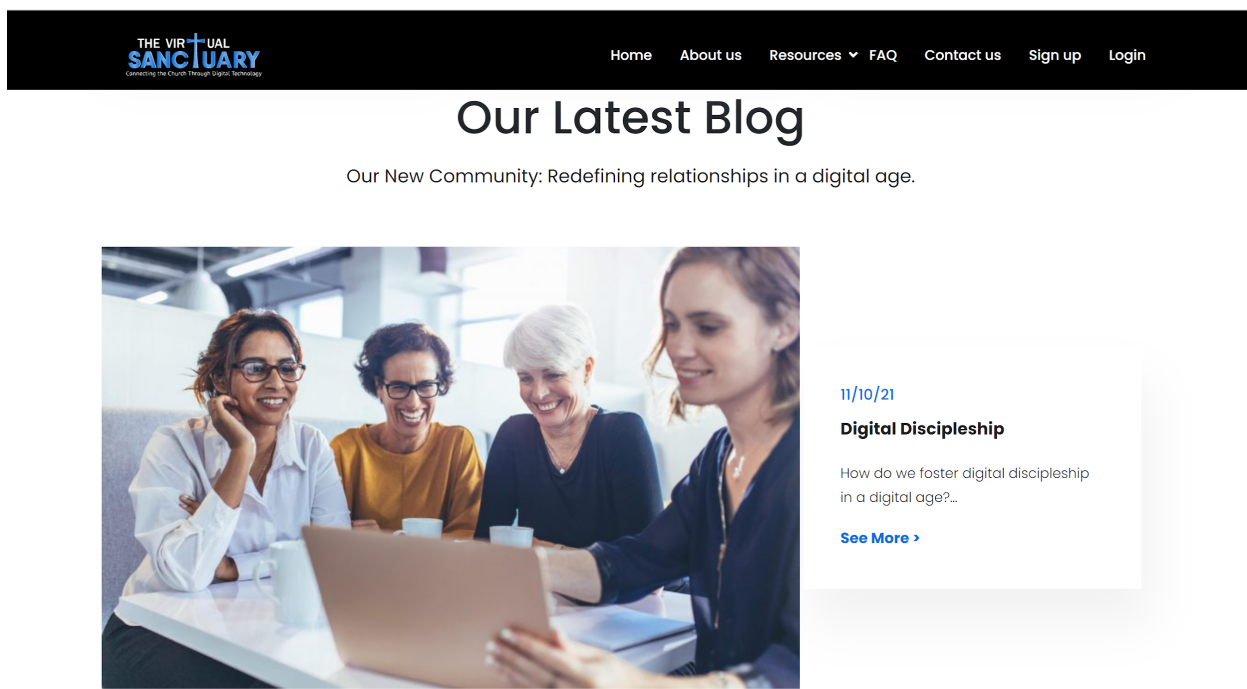 THE VIRTUAL
SANCTUARY
Connecting the Church Through Digital Technology
Home About us Resources FAQ Contact us Sign up Login
Our Latest Blog
Our New Community: Redefining relationships in a digital age.
11/10/21
Digital Discipleship
How do we foster digital discipleship
in a digital age?...
See More >